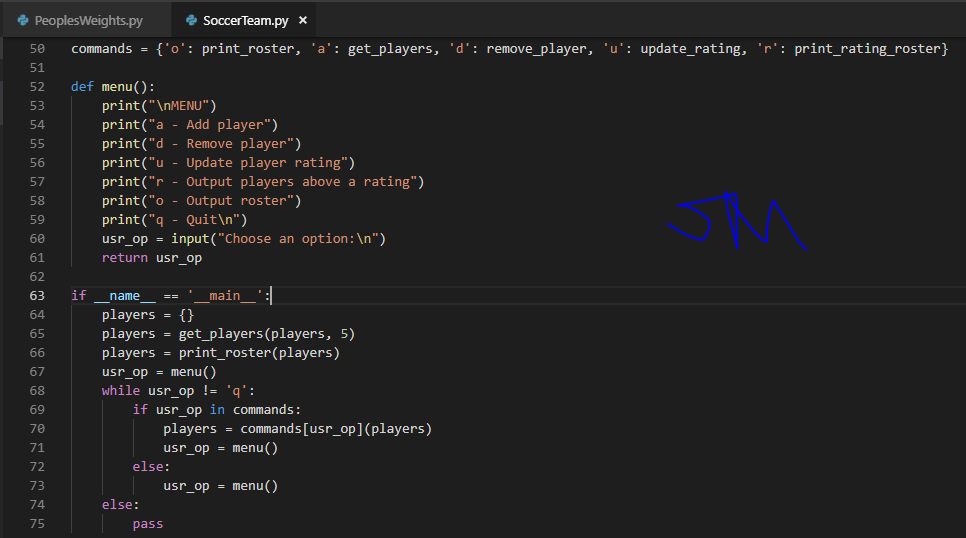 PeoplesWeights.py SoccerTeam.py ×
50 commands = {'o': print_roster, 'a': get_players, 'd': remove_player, 'u': update_rating, 'r': print_rating_roster}
51
52 def menu():
53     print("\nMENU")
54     print("a - Add player")
55     print("d - Remove player")
56     print("u - Update player rating")
57     print("r - Output players above a rating")
58     print("o - Output roster")
59     print("q - Quit\n")
60     usr_op = input("Choose an option:\n")
61     return usr_op
62
63 if __name__ == '__main__':
64     players = {}
65     players = get_players(players, 5)
66     players = print_roster(players)
67     usr_op = menu()
68     while usr_op != 'q':
69         if usr_op in commands:
70             players = commands[usr_op](players)
71             usr_op = menu()
72         else:
73             usr_op = menu()
74     else:
75         pass